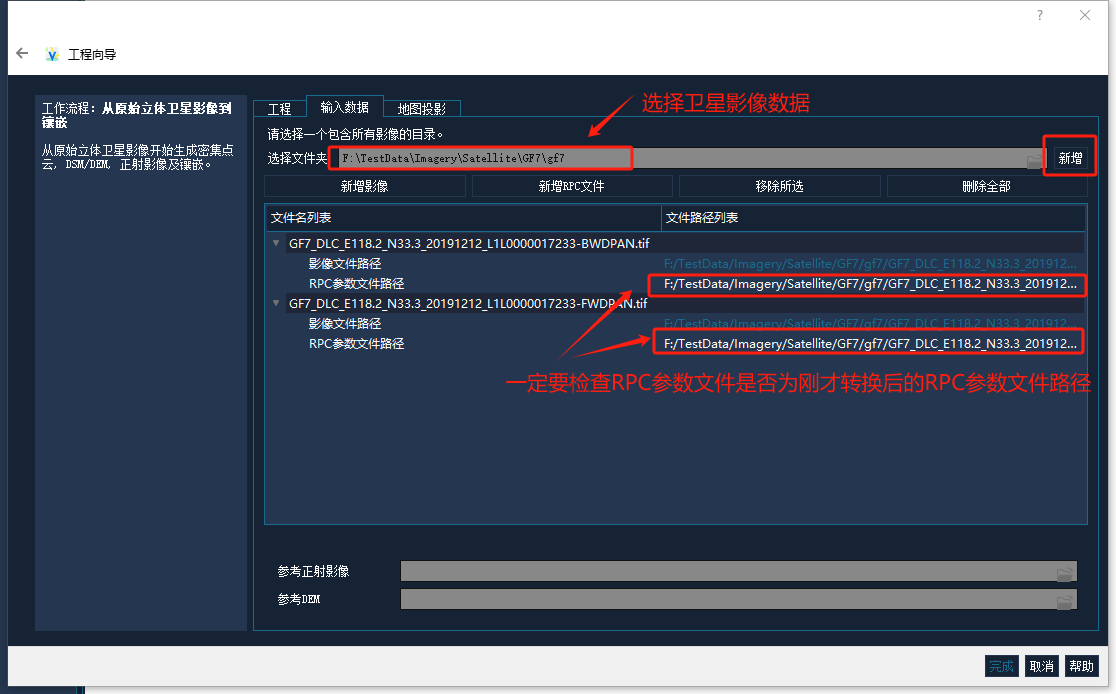 ?
工程向导
工作流程: 从原始立体卫星影像到
镶嵌
从原始立体卫星影像开始生成密集点
云, DSM/DEM, 正射影像及镶嵌。
工程 输入数据 地图投影
选择卫星影像数据
请选择一个包含所有影像的目录。
选择文件夹 F:\TestData\Imagery\Satellite\GF7\gf7 新增
新增影像 新增RPC文件 移除所选 删除全部
文件名列表 文件路径列表
GF7_DLC_E118.2_N33.3_20191212_L1L0000017233-BWDPAN.tif
影像文件路径 F:/TestData/Imagery/Satellite/GF7/gf7/GF7_DLC_E118.2_N33.3_201912...
RPC参数文件路径 F:/TestData/Imagery/Satellite/GF7/gf7/GF7_DLC_E118.2_N33.3_201912...
GF7_DLC_E118.2_N33.3_20191212_L1L0000017233-FWDPAN.tif
影像文件路径 F:/TestData/Imagery/Satellite/GF7/gf7/GF7_DLC_E118.2_N33.3_201912...
RPC参数文件路径 F:/TestData/Imagery/Satellite/GF7/gf7/GF7_DLC_E118.2_N33.3_201912...
一定要检查RPC参数文件是否为刚才转换后的RPC参数文件路径
参考正射影像
参考DEM
完成 取消 帮助